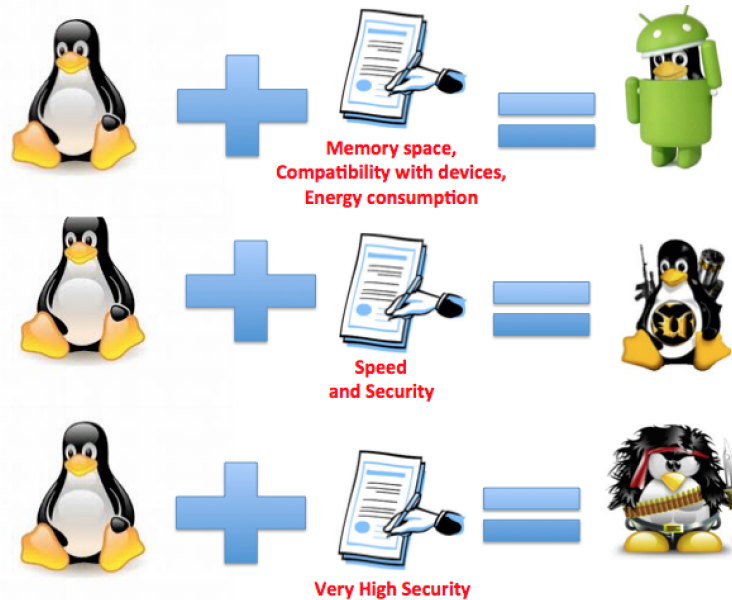 Memory space,
Compatibility with devices,
Energy consumption
Speed
and Security
Very High Security